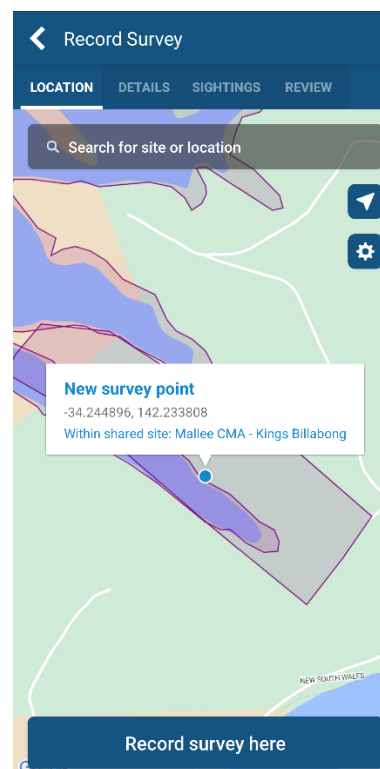 Record Survey
LOCATION DETAILS SIGHTINGS REVIEW
Search for site or location
New survey point
-34.244896, 142.233808
Within shared site: Mallee CMA - Kings Billabong
NEW SOUTH WALES
Record survey here